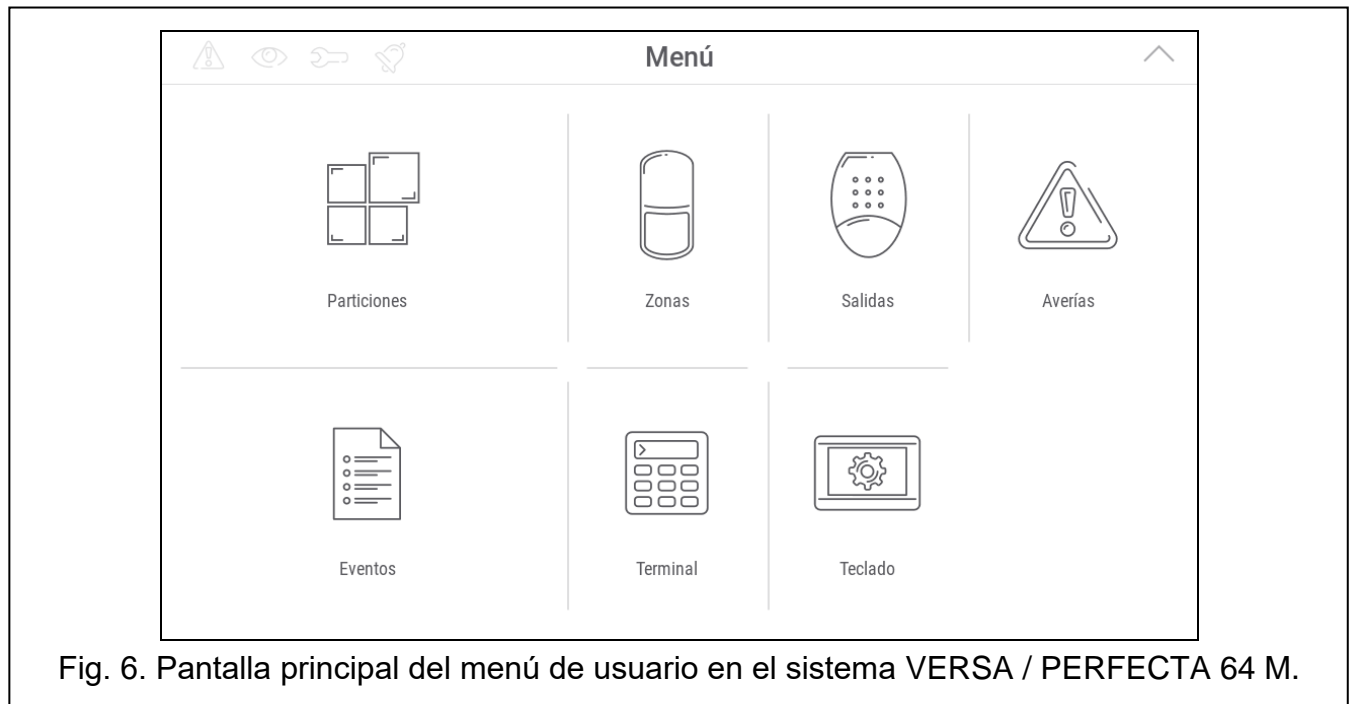 Menú
Particiones
Zonas
Salidas
Averías
Eventos
Terminal
Teclado
Fig. 6. Pantalla principal del menú de usuario en el sistema VERSA / PERFECTA 64 M.